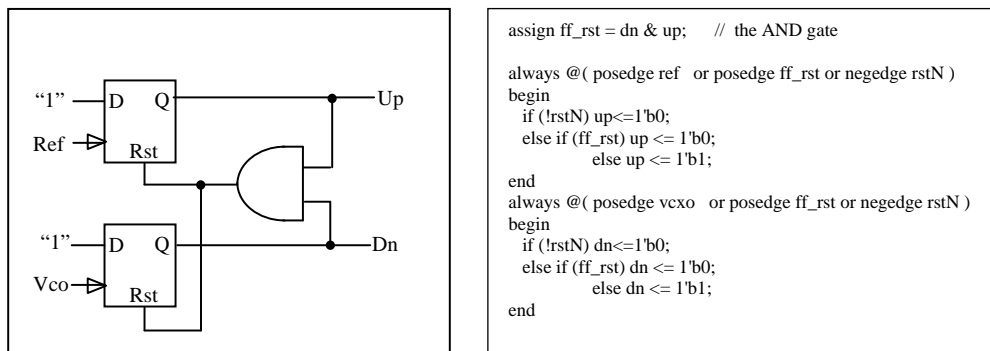 “1”
D
Q
Up
Ref
Rst
“1”
D
Q
Dn
Vco
Rst
assign ff_rst = dn & up; // the AND gate
always @( posedge ref or posedge ff_rst or negedge rstN )
begin
if (!rstN) up<=1'b0;
else if (ff_rst) up <= 1'b0;
else up <= 1'b1;
end
always @( posedge vcxo or posedge ff_rst or negedge rstN )
begin
if (!rstN) dn<=1'b0;
else if (ff_rst) dn <= 1'b0;
else dn <= 1'b1;
end